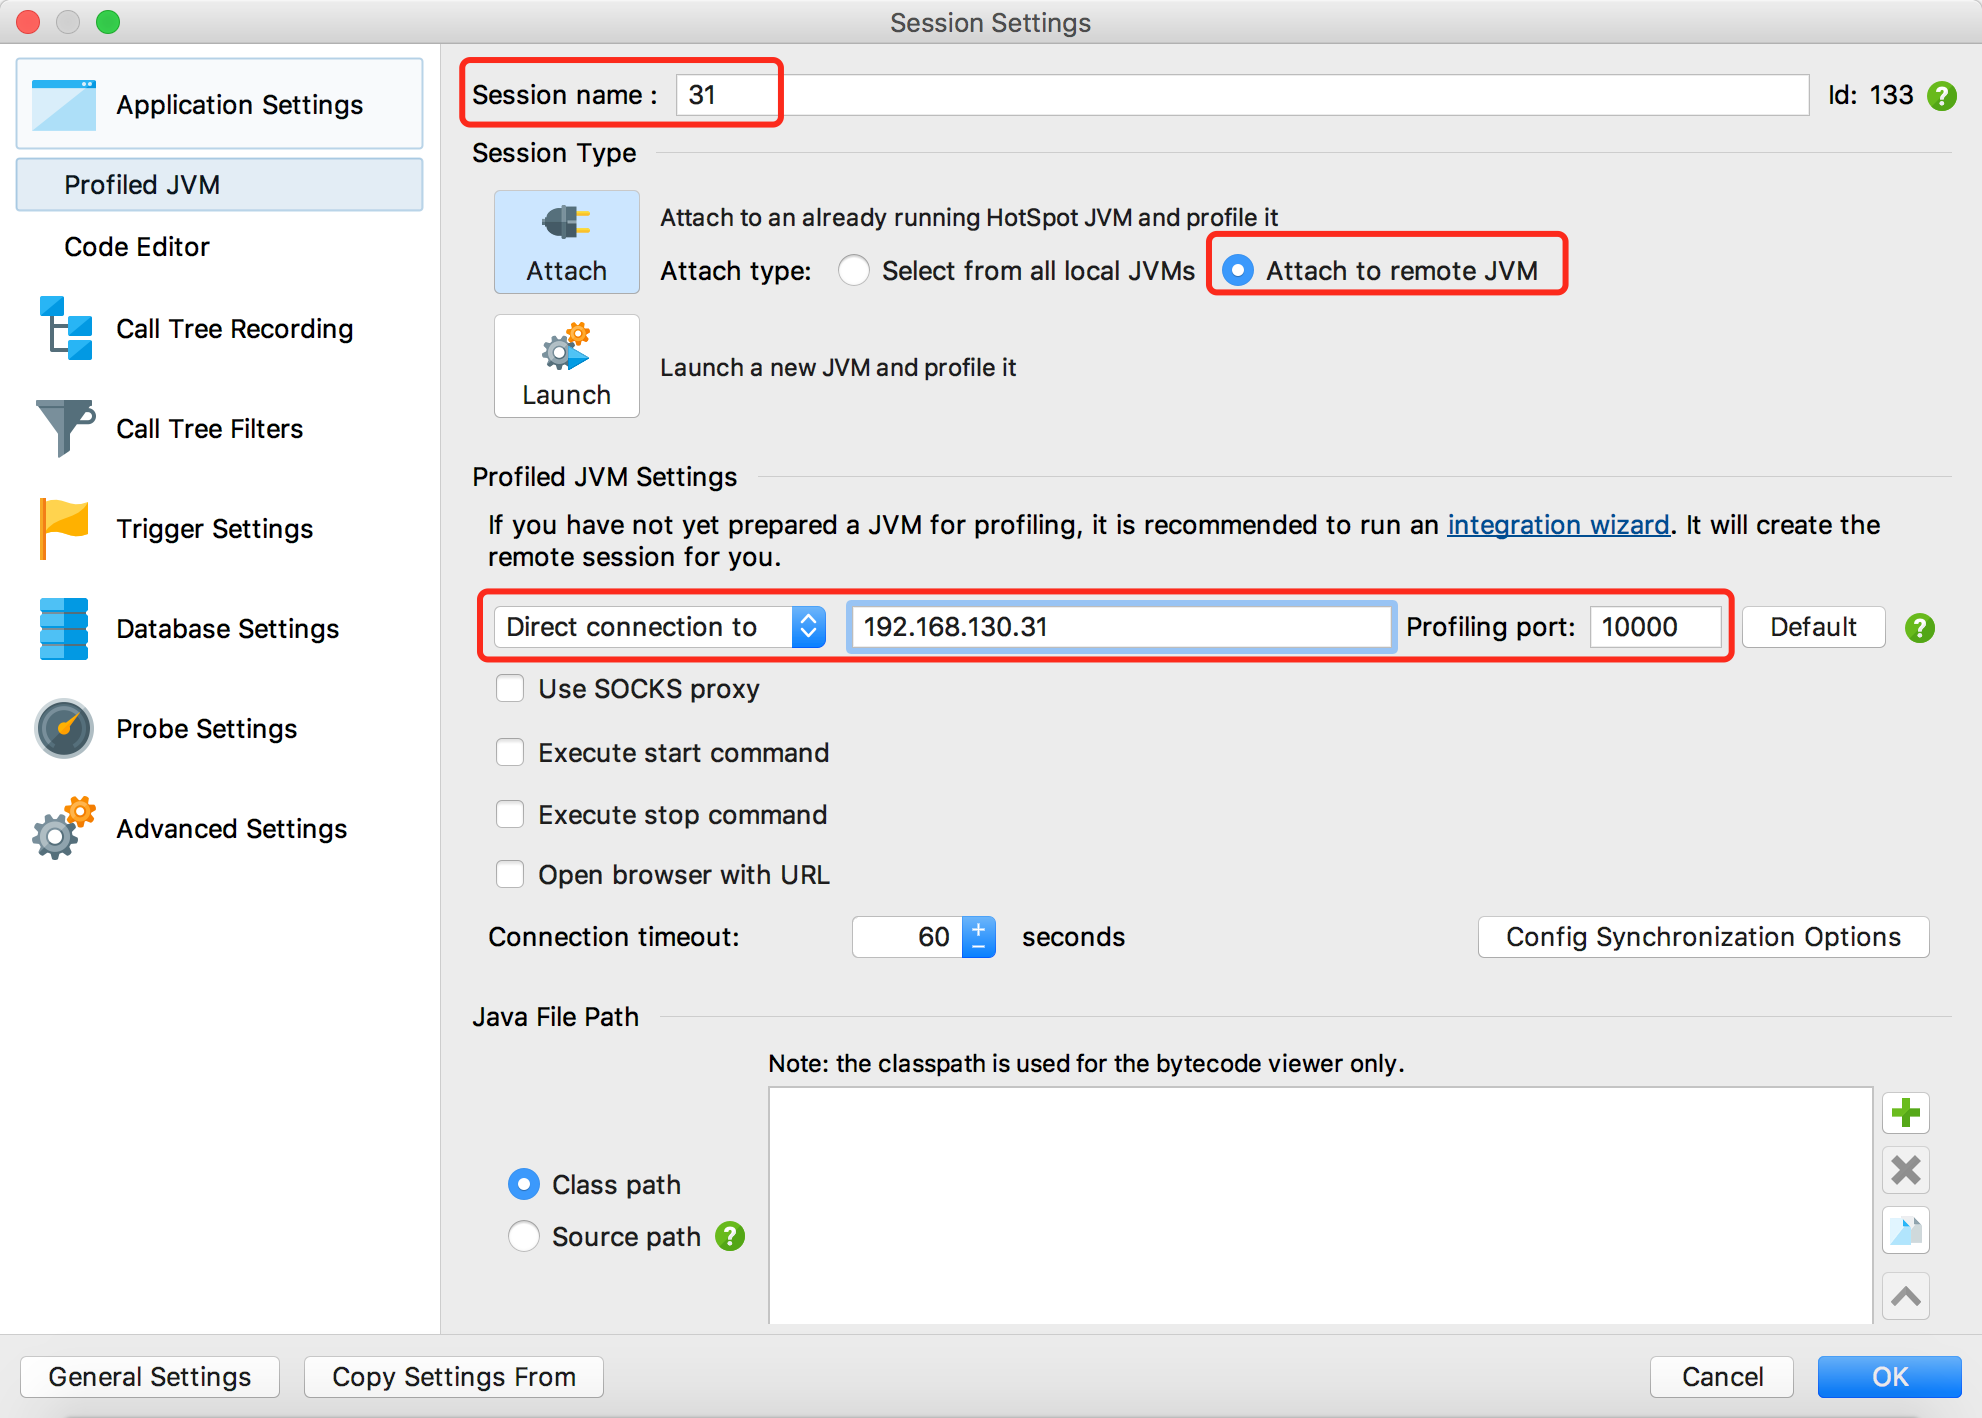 Session Settings
Application Settings
Profiled JVM
Code Editor
Call Tree Recording
Call Tree Filters
Trigger Settings
Database Settings
Probe Settings
Advanced Settings
Session name : 31 Id: 133 ?
Session Type
Attach
Attach to an already running HotSpot JVM and profile it
Attach type: Select from all local JVMs Attach to remote JVM
Launch
Launch a new JVM and profile it
Profiled JVM Settings
If you have not yet prepared a JVM for profiling, it is recommended to run an integration wizard. It will create the
remote session for you.
Direct connection to 192.168.130.31 Profiling port: 10000 Default ?
Use SOCKS proxy
Execute start command
Execute stop command
Open browser with URL
Connection timeout: 60 seconds Config Synchronization Options
Java File Path
Note: the classpath is used for the bytecode viewer only.
Class path
Source path ?
General Settings Copy Settings From Cancel OK